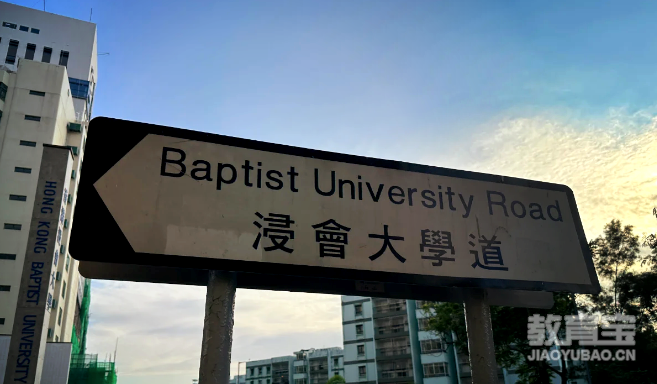 Baptist University Road
浸會大學道
HONG KONG BAPTIST UNIVERSITY
教育宝
JIAOYUBAO.CN